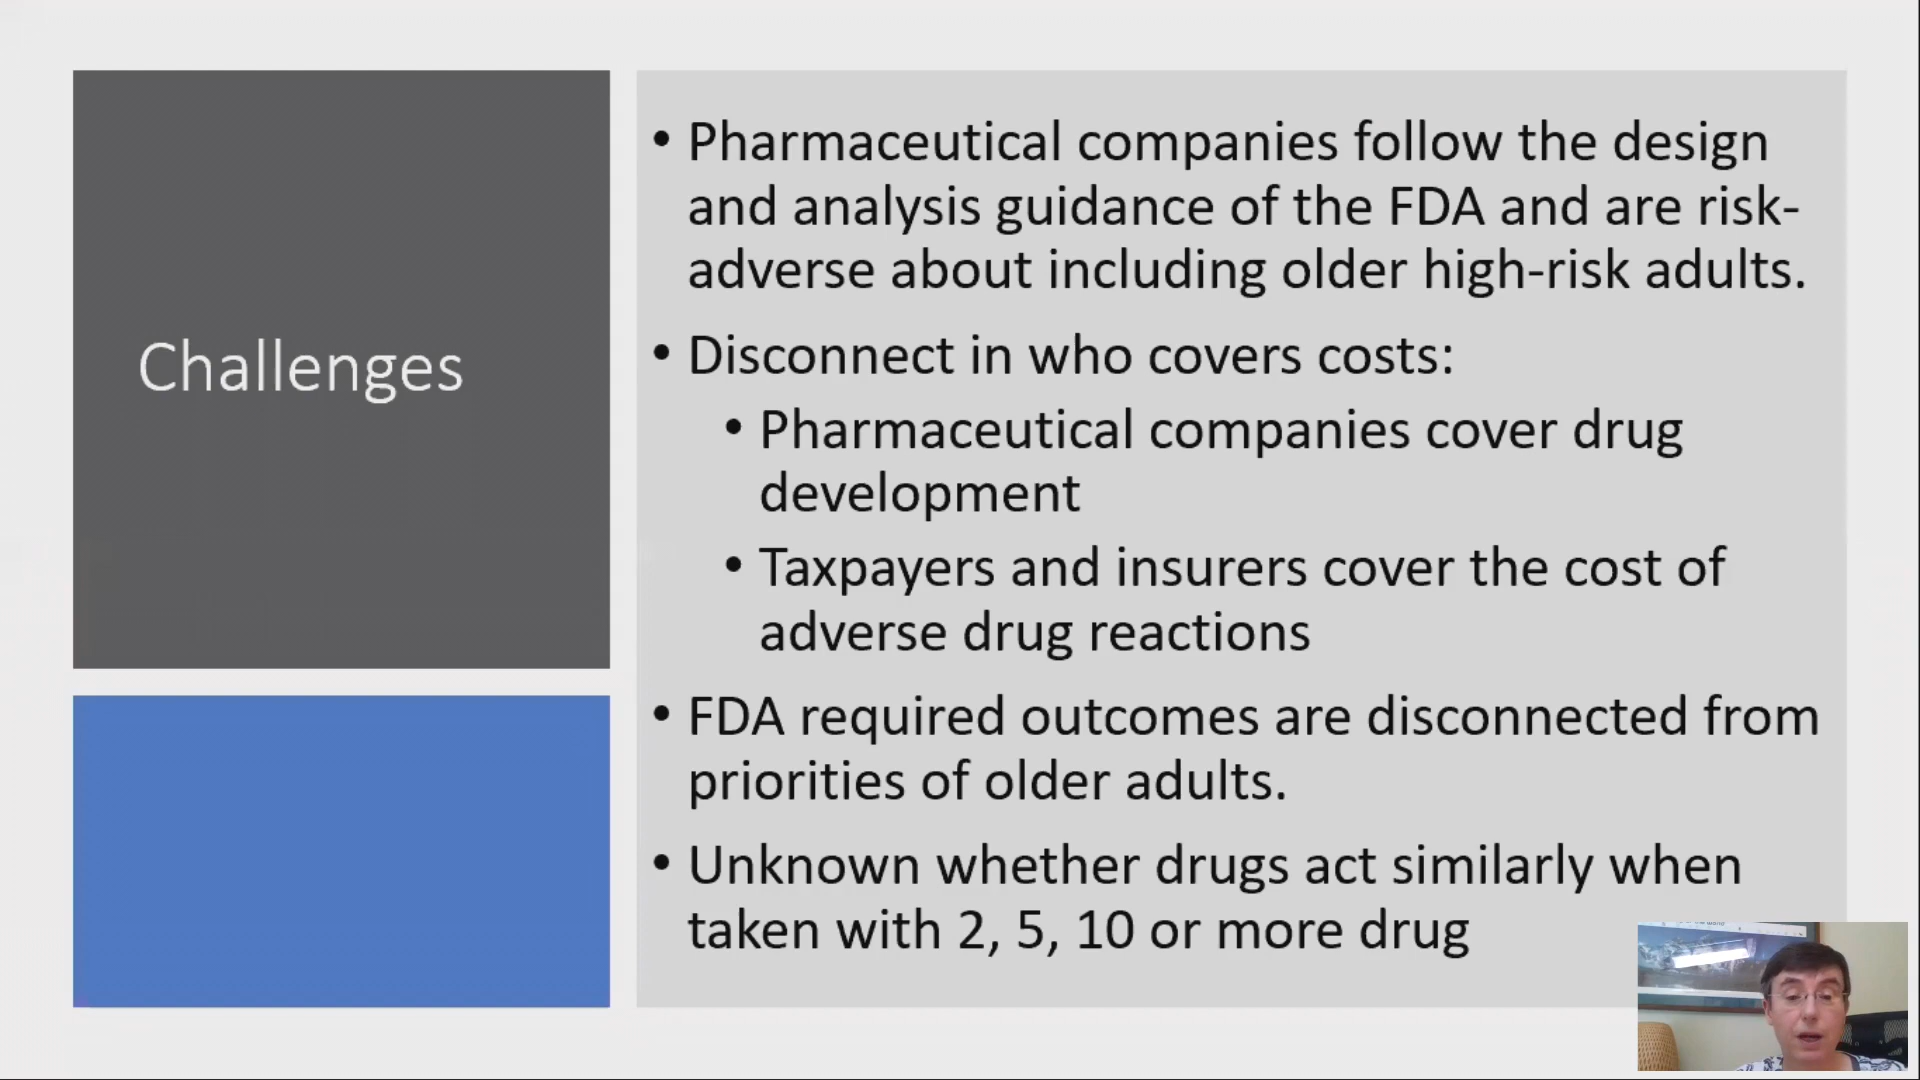 Challenges
• Pharmaceutical companies follow the design
and analysis guidance of the FDA and are risk-
adverse about including older high-risk adults.
• Disconnect in who covers costs:
• Pharmaceutical companies cover drug
development
• Taxpayers and insurers cover the cost of
adverse drug reactions
• FDA required outcomes are disconnected from
priorities of older adults.
• Unknown whether drugs act similarly when
taken with 2, 5, 10 or more drug